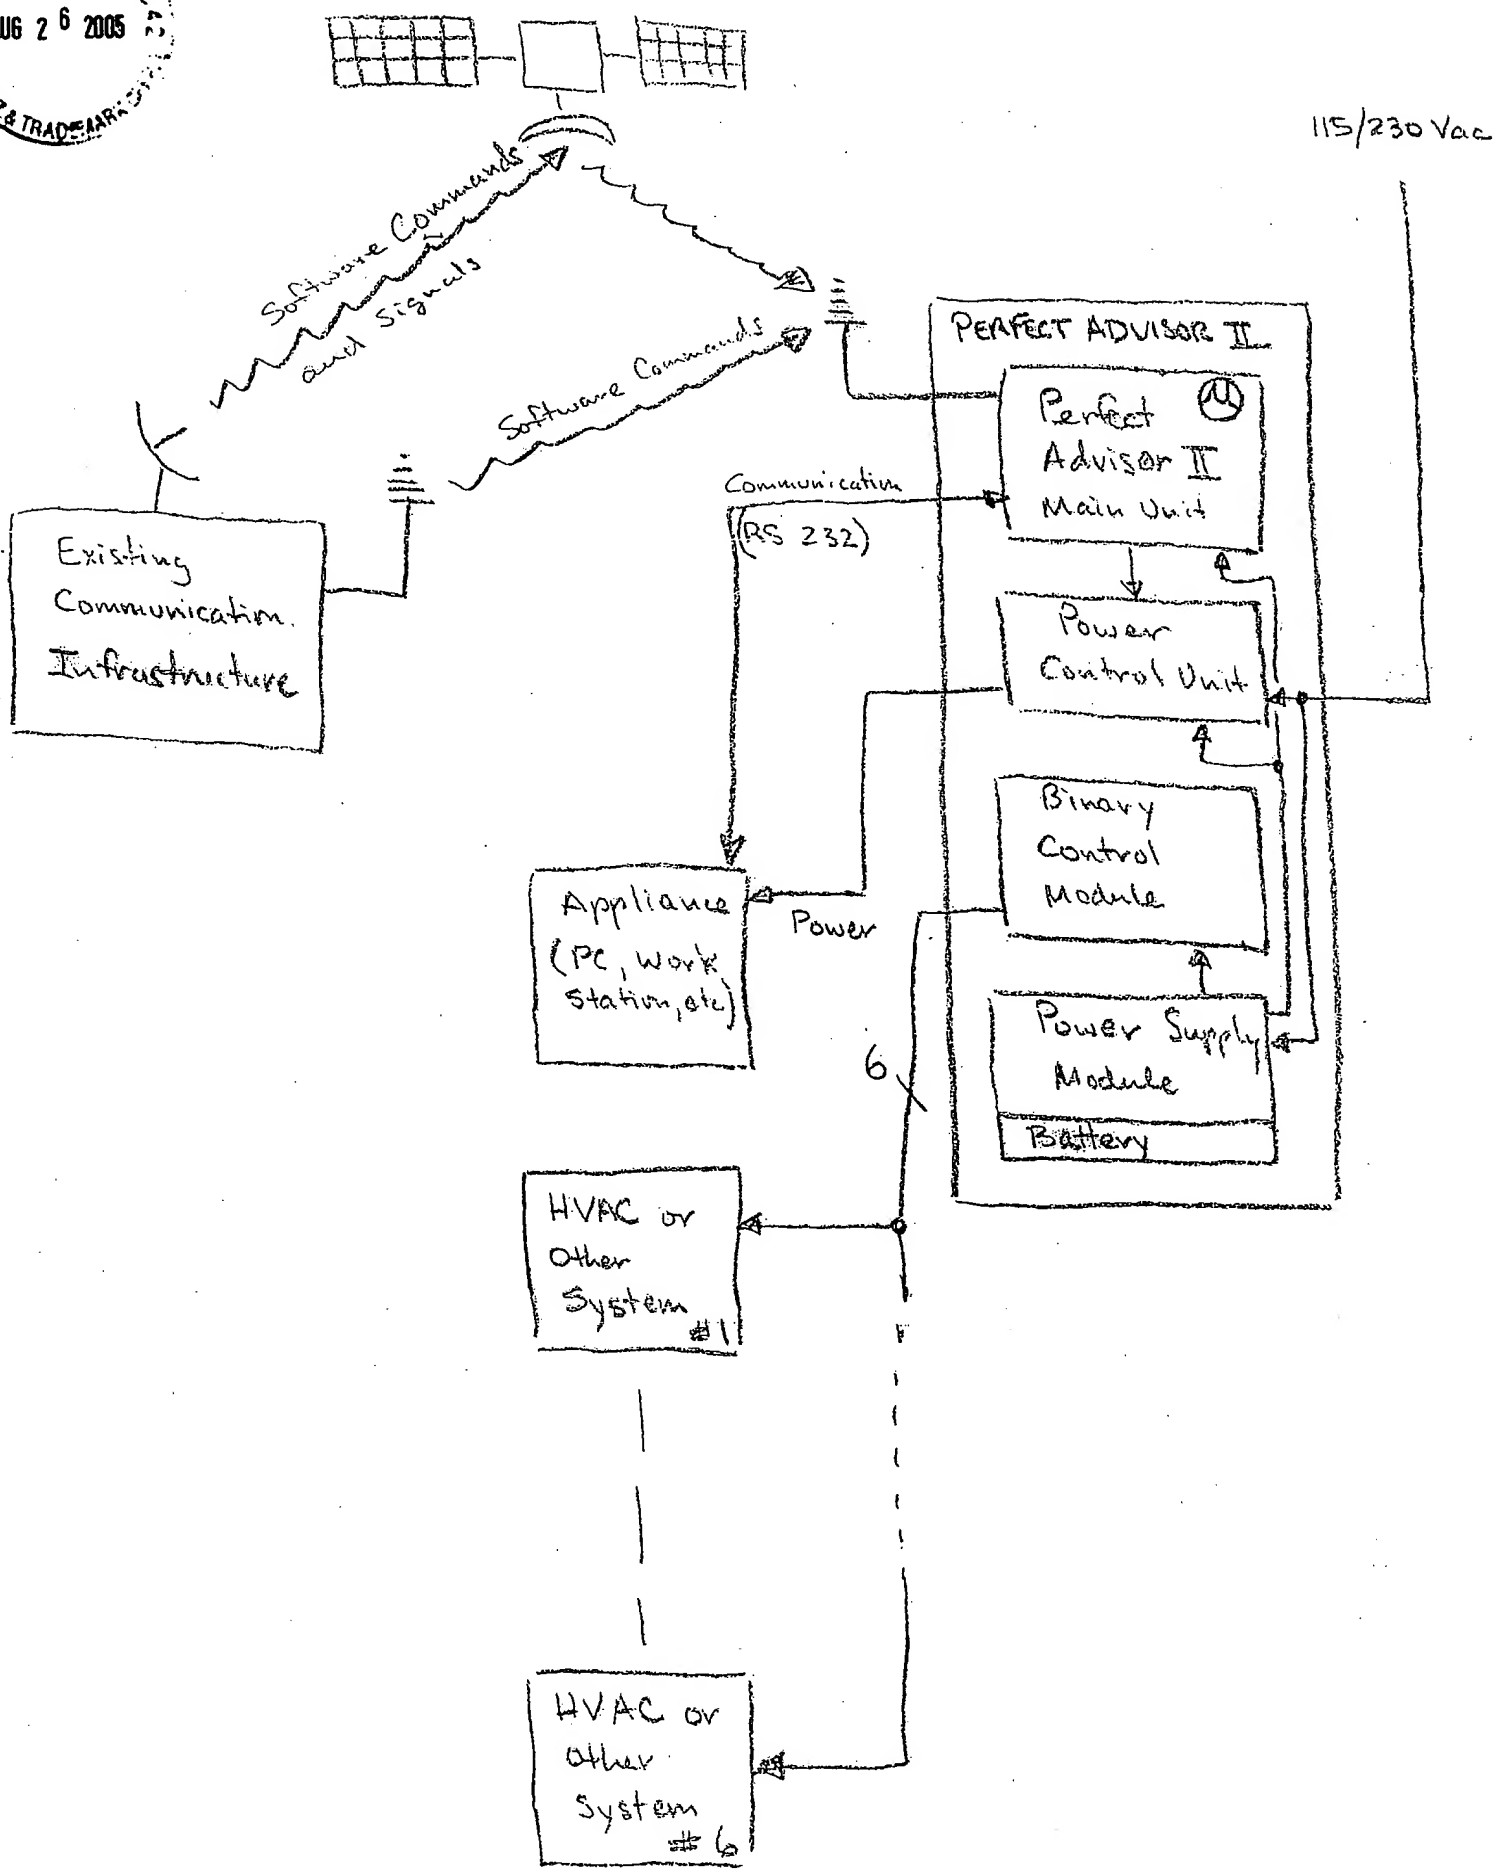 UG 2 6 2005
& TRADEMARK
115/230 Vac
Software Commands
and Signals
Software Commands
PERFECT ADVISOR II
Perfect
Advisor II
Main Unit
Communication
(RS 232)
Existing
Communication.
Infrastructure
Power
Control Unit
Binary
Control
Module
Appliance
(PC, Work
Station, etc)
Power
Power Supply
Module
Battery
6
HVAC or
Other
System
#1
HVAC or
Other
System
#6